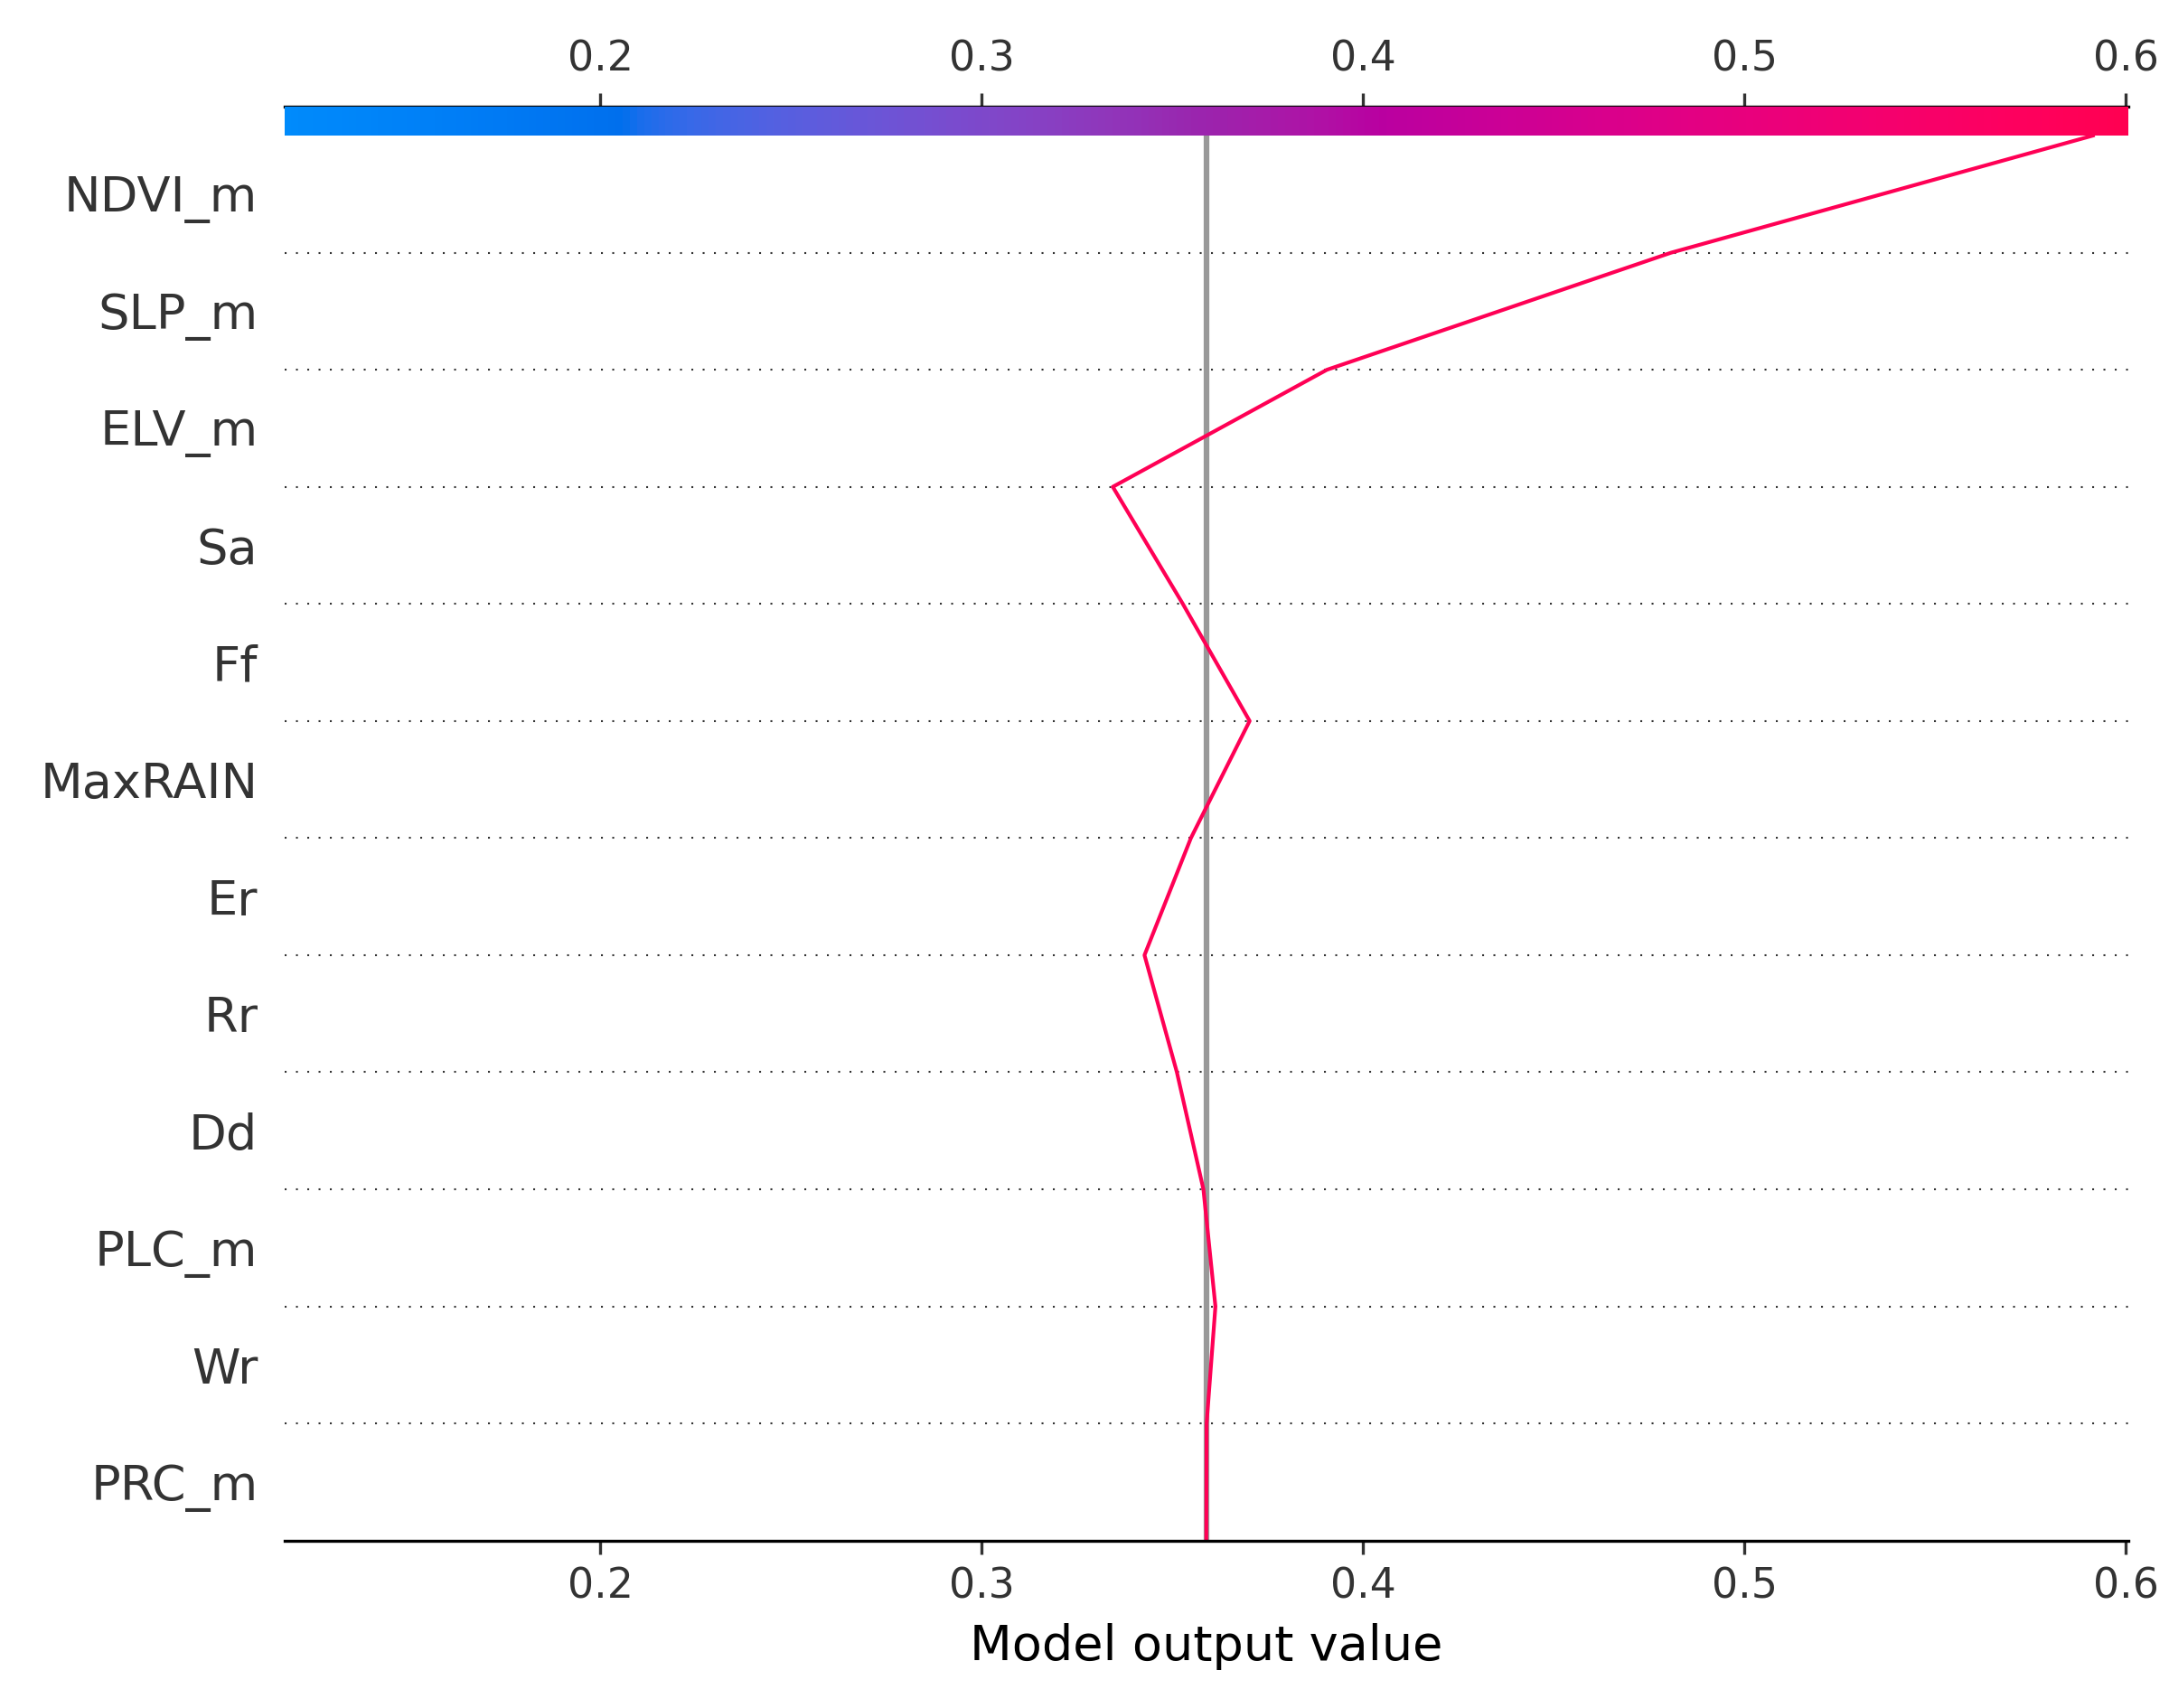 0.2 0.3 0.4 0.5 0.6
NDVI_m
SLP_m
ELV_m
Sa
Ff
MaxRAIN
Er
Rr
Dd
PLC_m
Wr
PRC_m
0.2 0.3 0.4 0.5 0.6
Model output value